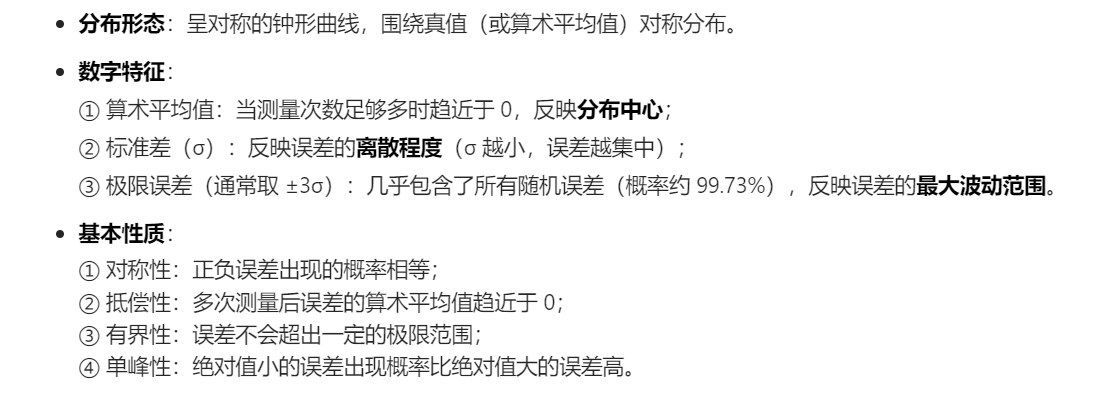 • 分布形态：呈对称的钟形曲线，围绕真值（或算术平均值）对称分布。
• 数字特征：
① 算术平均值：当测量次数足够多时趋近于 0，反映分布中心；
② 标准差（σ）：反映误差的离散程度（σ 越小，误差越集中）；
③ 极限误差（通常取 ±3σ）：几乎包含了所有随机误差（概率约 99.73%），反映误差的最大波动范围。
• 基本性质：
① 对称性：正负误差出现的概率相等；
② 抵偿性：多次测量后误差的算术平均值趋近于 0；
③ 有界性：误差不会超出一定的极限范围；
④ 单峰性：绝对值小的误差出现概率比绝对值大的误差高。